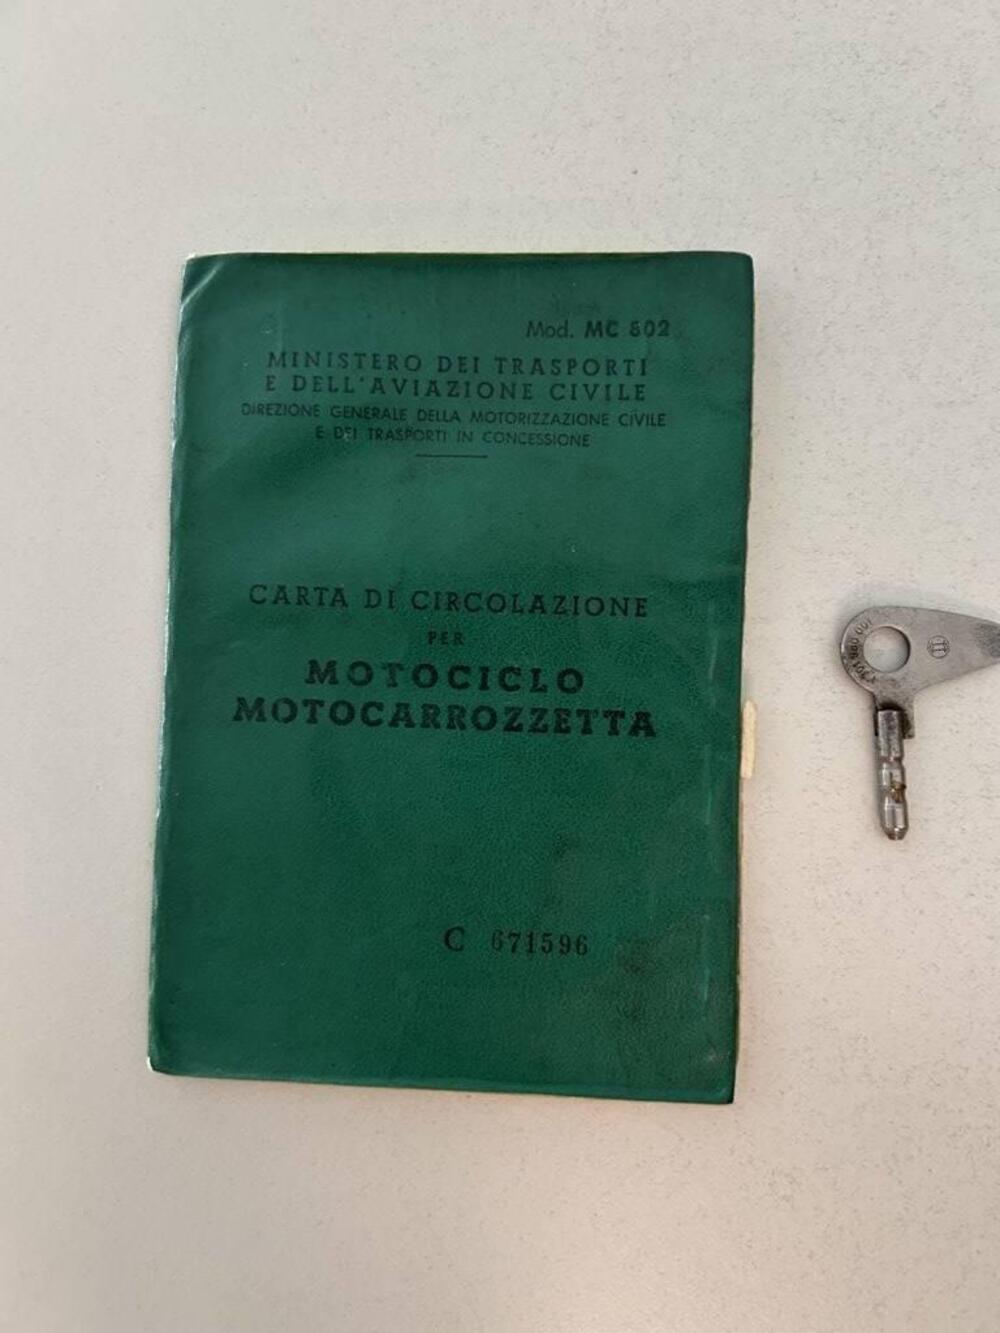 Mod. MC 802
MINISTERO DEI TRASPORTI
E DELL'AVIAZIONE CIVILE
DIREZIONE GENERALE DELLA MOTORIZZAZIONE CIVILE
E DEI TRASPORTI IN CONCESSIONE
CARTA DI CIRCOLAZIONE
PER
MOTOCICLO
MOTOCARROZZETTA
C 671596